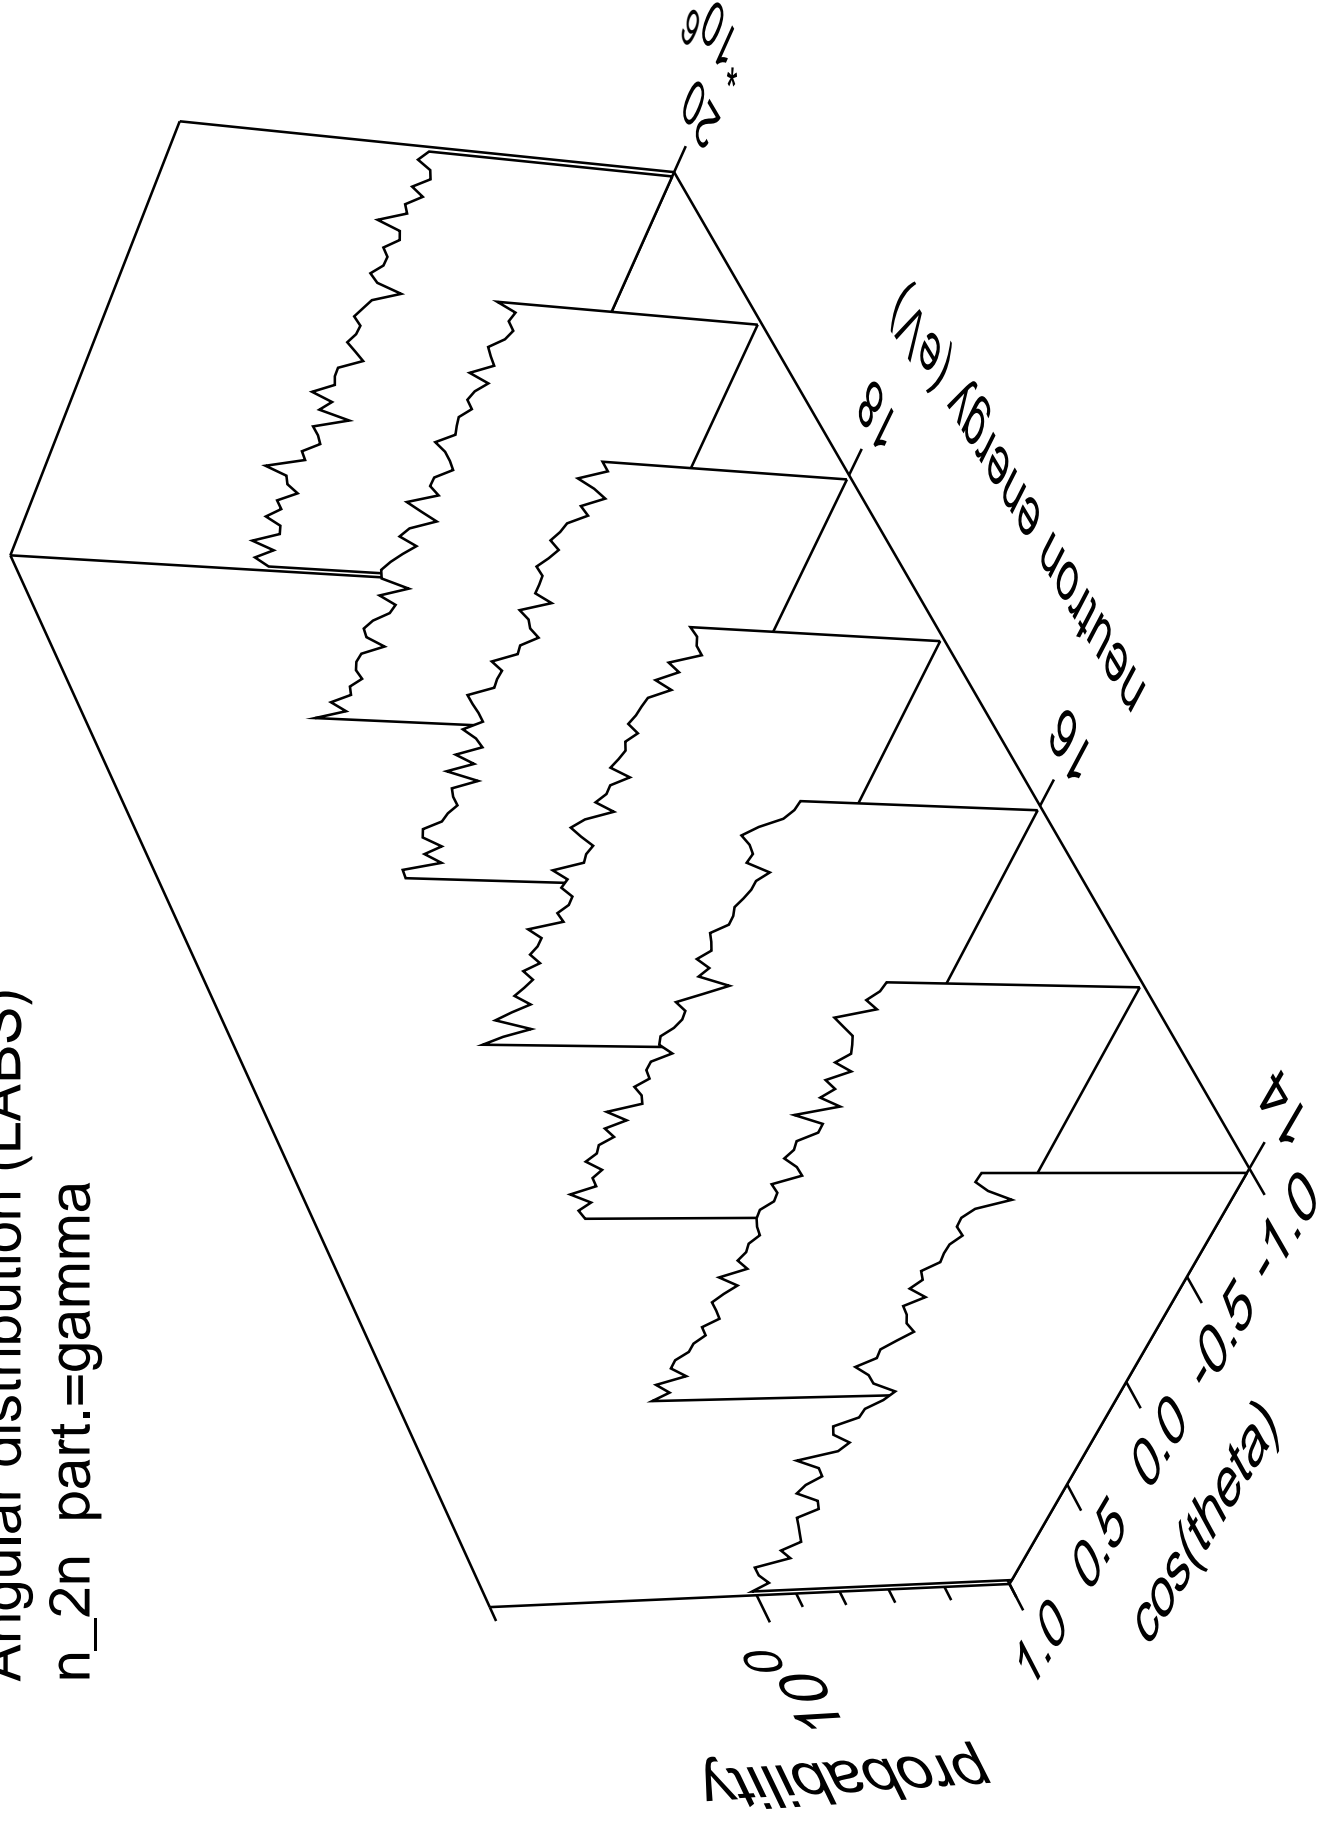 Angular distribution (LABS)
n_2n part.=gamma
probability
10^0
cos(theta)
1.0 0.5 0.0 -0.5 -1.0
neutron energy (eV)
14 16 18 20
*10^6